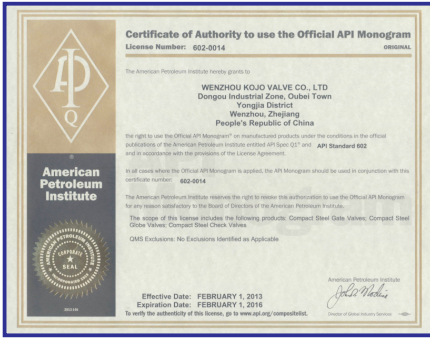 Certificate of Authority to use the Official API Monogram
License Number: 602-0014
ORIGINAL
The American Petroleum Institute hereby grants to
WENZHOU KOJO VALVE CO., LTD
Dongou Industrial Zone, Oubei Town
Yongjia District
Wenzhou, Zhejiang
People's Republic of China
the right to use the Official API Monogram® on manufactured products under the conditions in the official
publications of the American Petroleum Institute entitled API Spec Q1® and API Standard 602
and in accordance with the provisions of the License Agreement.
In all cases where the Official API Monogram is applied, the API Monogram should be used in conjunction with this
certificate number: 602-0014
The American Petroleum Institute reserves the right to revoke this authorization to use the Official API Monogram
for any reason satisfactory to the Board of Directors of the American Petroleum Institute.
The scope of this license includes the following products: Compact Steel Gate Valves; Compact Steel
Globe Valves; Compact Steel Check Valves
QMS Exclusions: No Exclusions Identified as Applicable
American Petroleum Institute
Effective Date: FEBRUARY 1, 2013
Expiration Date: FEBRUARY 1, 2016
To verify the authenticity of this license, go to www.api.org/compositelist.
Director of Global Industry Services
API
Q
American
Petroleum
Institute
AMERICAN PETROLEUM INSTITUTE
CORPORATE
SEAL